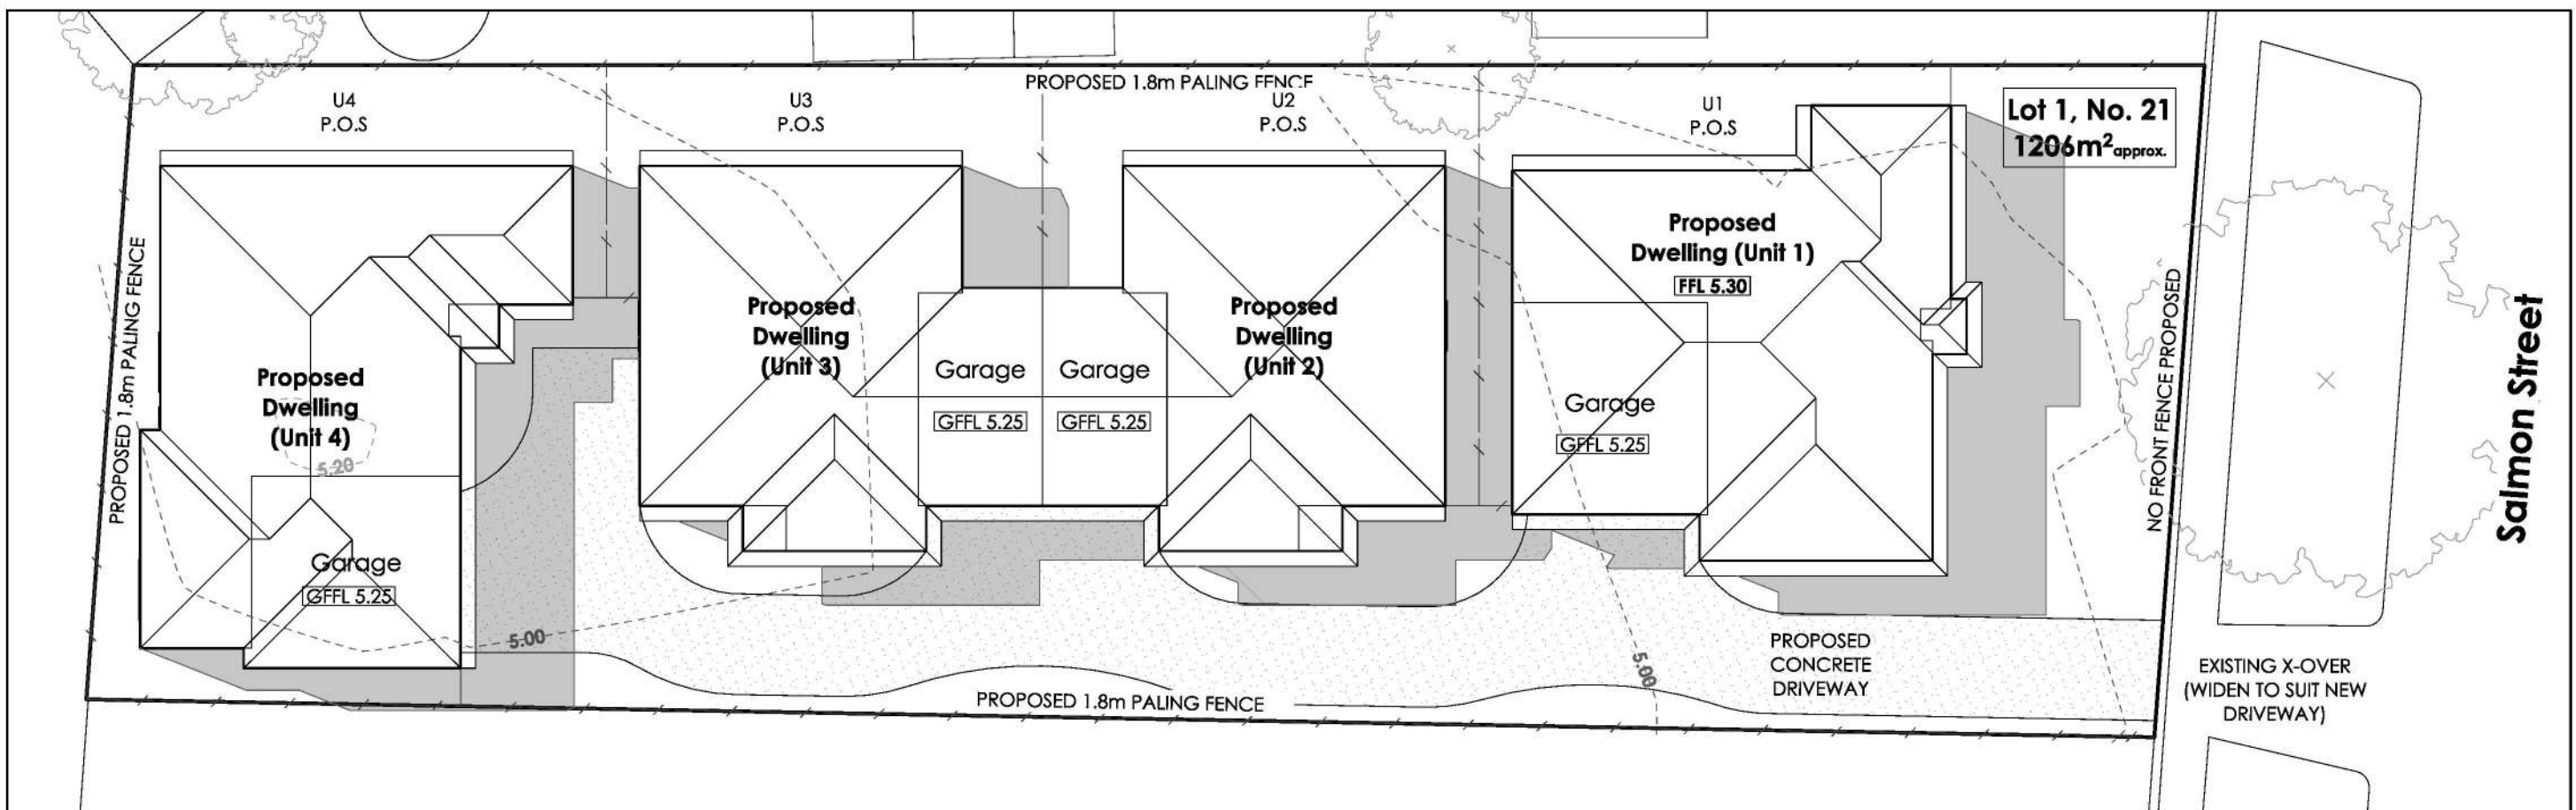 PROPOSED 1.8m PALING FENCE
U4
P.O.S
U3
P.O.S
U2
P.O.S
U1
P.O.S
Lot 1, No. 21
1206m² approx.
PROPOSED 1.8m PALING FENCE
Proposed
Dwelling
(Unit 4)
5.20
Garage
GFFL 5.25
Proposed
Dwelling
(Unit 3)
Garage
GFFL 5.25
Garage
GFFL 5.25
Proposed
Dwelling
(Unit 2)
Proposed
Dwelling (Unit 1)
FFL 5.30
Garage
GFFL 5.25
NO FRONT FENCE PROPOSED
Salmon Street
5.00
5.00
PROPOSED
CONCRETE
DRIVEWAY
PROPOSED 1.8m PALING FENCE
EXISTING X-OVER
(WIDEN TO SUIT NEW
DRIVEWAY)